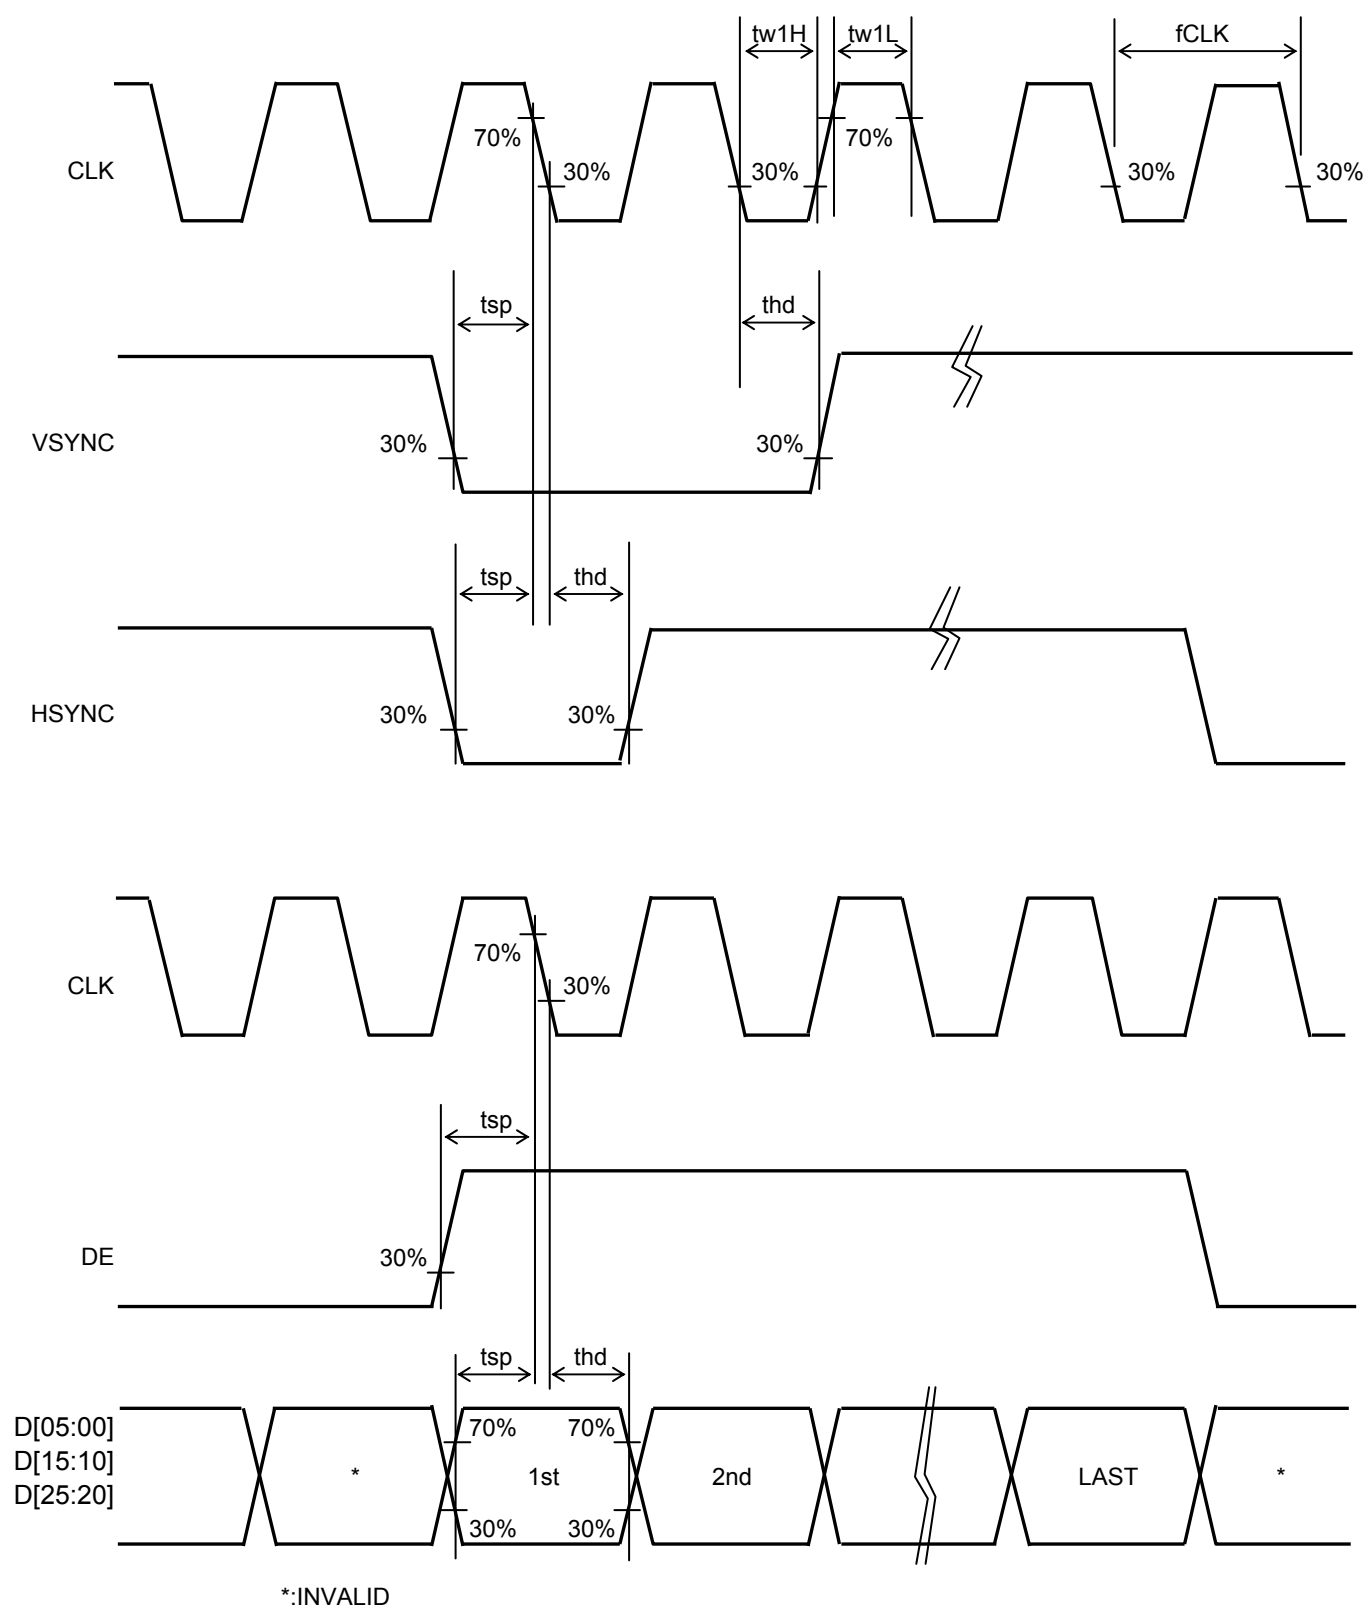 tw1H tw1L fCLK
70% 70%
CLK 30% 30% 30% 30%
tsp thd
VSYNC 30% 30%
tsp thd
HSYNC 30% 30%
70%
CLK 30%
tsp
DE 30%
tsp thd
D[05:00] 70% 70%
D[15:10] * 1st 2nd LAST *
D[25:20]
30% 30%
*:INVALID